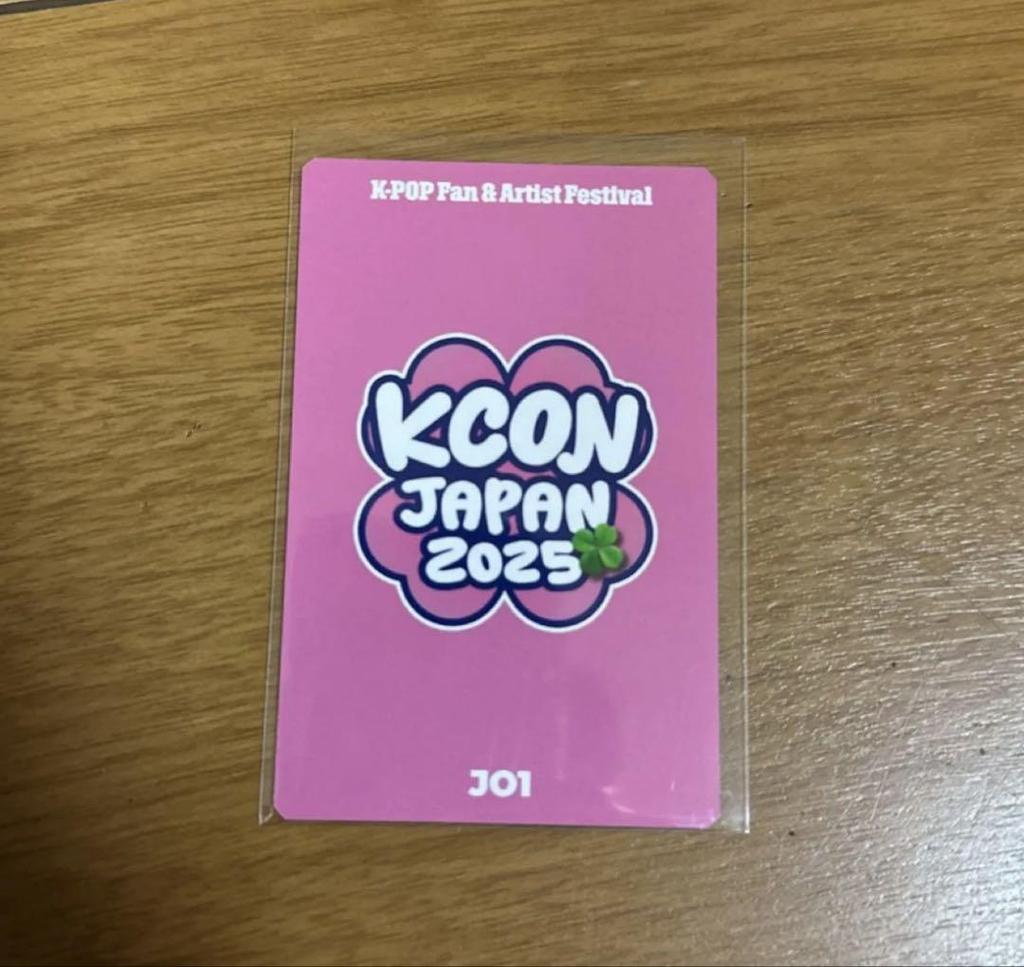 K-POP Fan & Artist Festival
KCON
JAPAN
2025
JO1